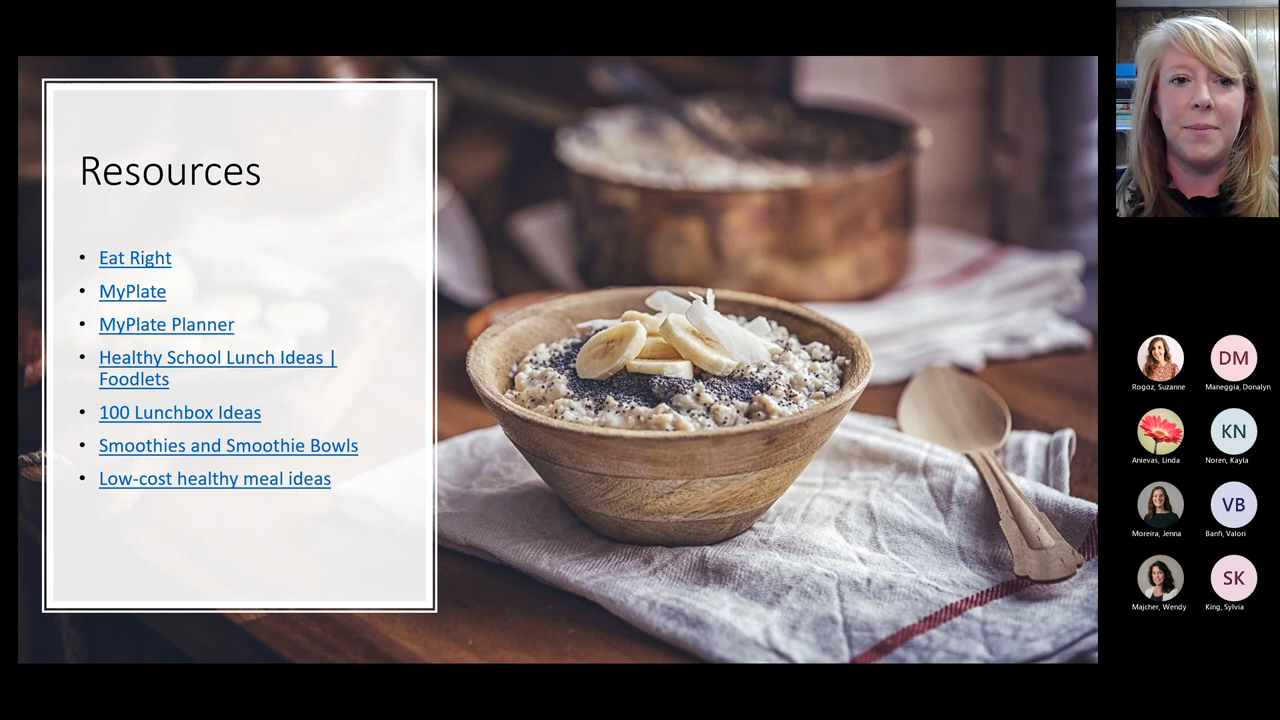 Resources
• Eat Right
• MyPlate
• MyPlate Planner
• Healthy School Lunch Ideas |
Foodlets
• 100 Lunchbox Ideas
• Smoothies and Smoothie Bowls
• Low-cost healthy meal ideas
DM
Rogoz, Suzanne
Maneggia, Donalyn
KN
Anievas, Linda
Noren, Kayla
VB
Moreira, Jenna
Banfi, Valori
SK
Majcher, Wendy
King, Sylvia